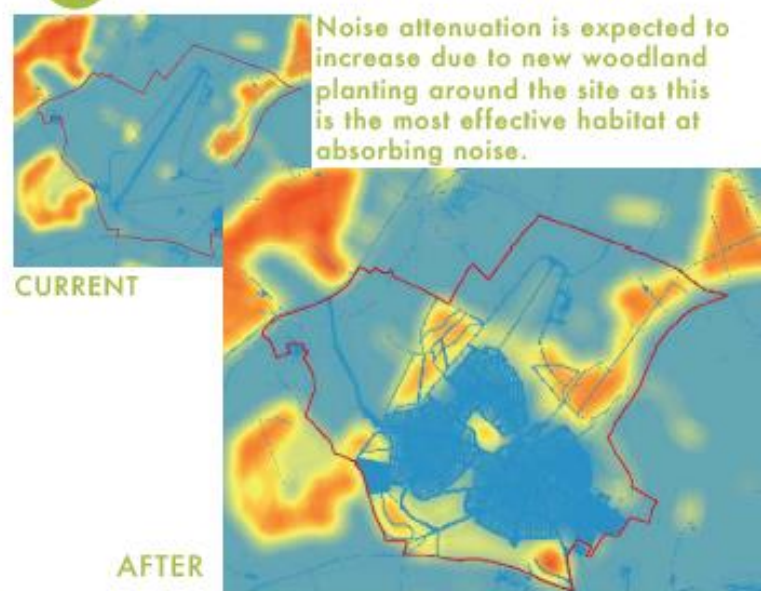 Noise attenuation is expected to
increase due to new woodland
planting around the site as this
is the most effective habitat at
absorbing noise.
CURRENT
AFTER